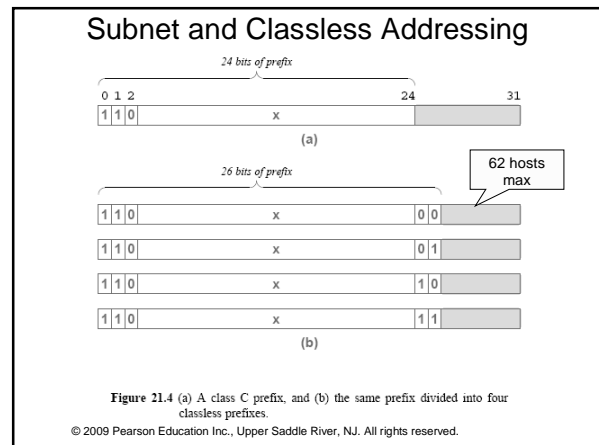 Subnet and Classless Addressing
24 bits of prefix
0 1 2 24 31
1 1 0 x
(a)
62 hosts
max
26 bits of prefix
1 1 0 x 0 0
1 1 0 x 0 1
1 1 0 x 1 0
1 1 0 x 1 1
(b)
Figure 21.4 (a) A class C prefix, and (b) the same prefix divided into four
classless prefixes.
© 2009 Pearson Education Inc., Upper Saddle River, NJ. All rights reserved.